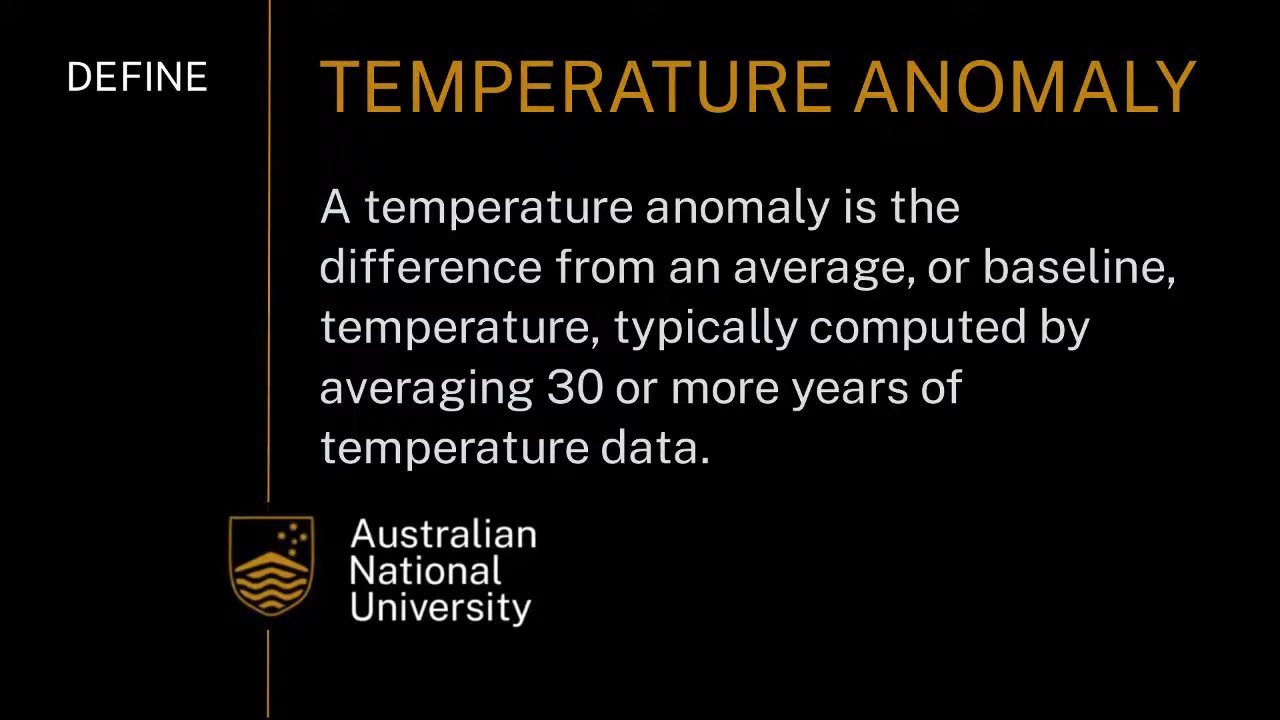 DEFINE
TEMPERATURE ANOMALY
A temperature anomaly is the
difference from an average, or baseline,
temperature, typically computed by
averaging 30 or more years of
temperature data.
Australian
National
University